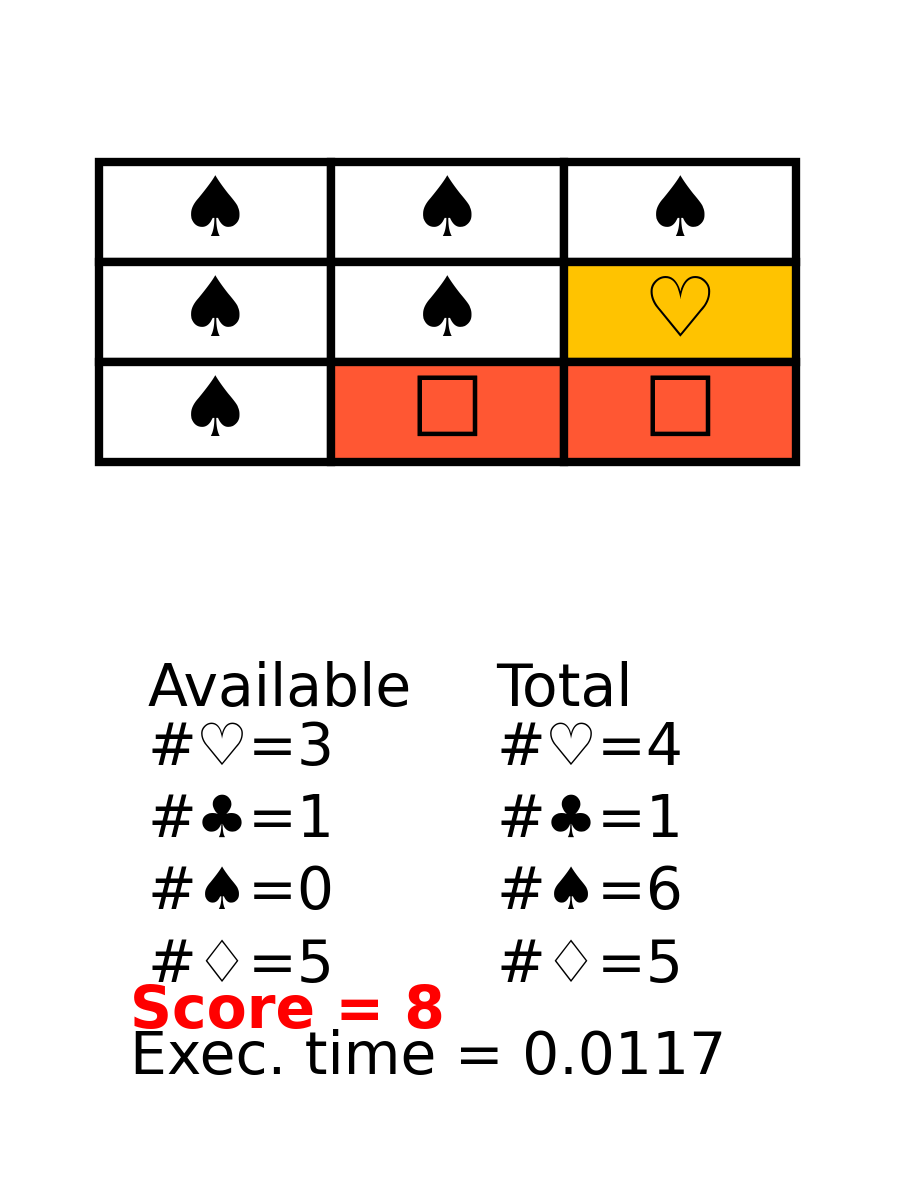 ♠ ♠ ♠
♠ ♠ ♡
♠ □ □
Available Total
#♡=3 #♡=4
#♣=1 #♣=1
#♠=0 #♠=6
#♢=5 #♢=5
Score = 8
Exec. time = 0.0117